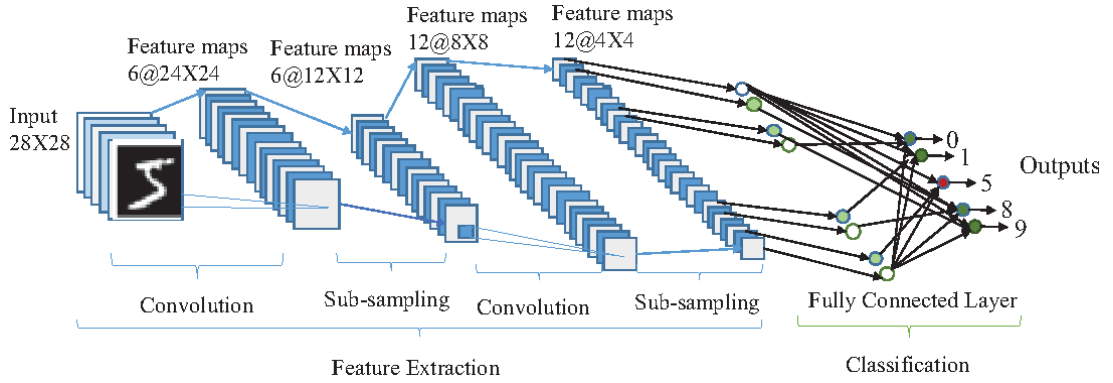 Feature maps
12@8X8
Feature maps
12@4X4
Feature maps
6@24X24
Feature maps
6@12X12
Input
28X28
0
1
5
8
9
Outputs
Convolution
Sub-sampling
Convolution
Sub-sampling
Fully Connected Layer
Feature Extraction
Classification